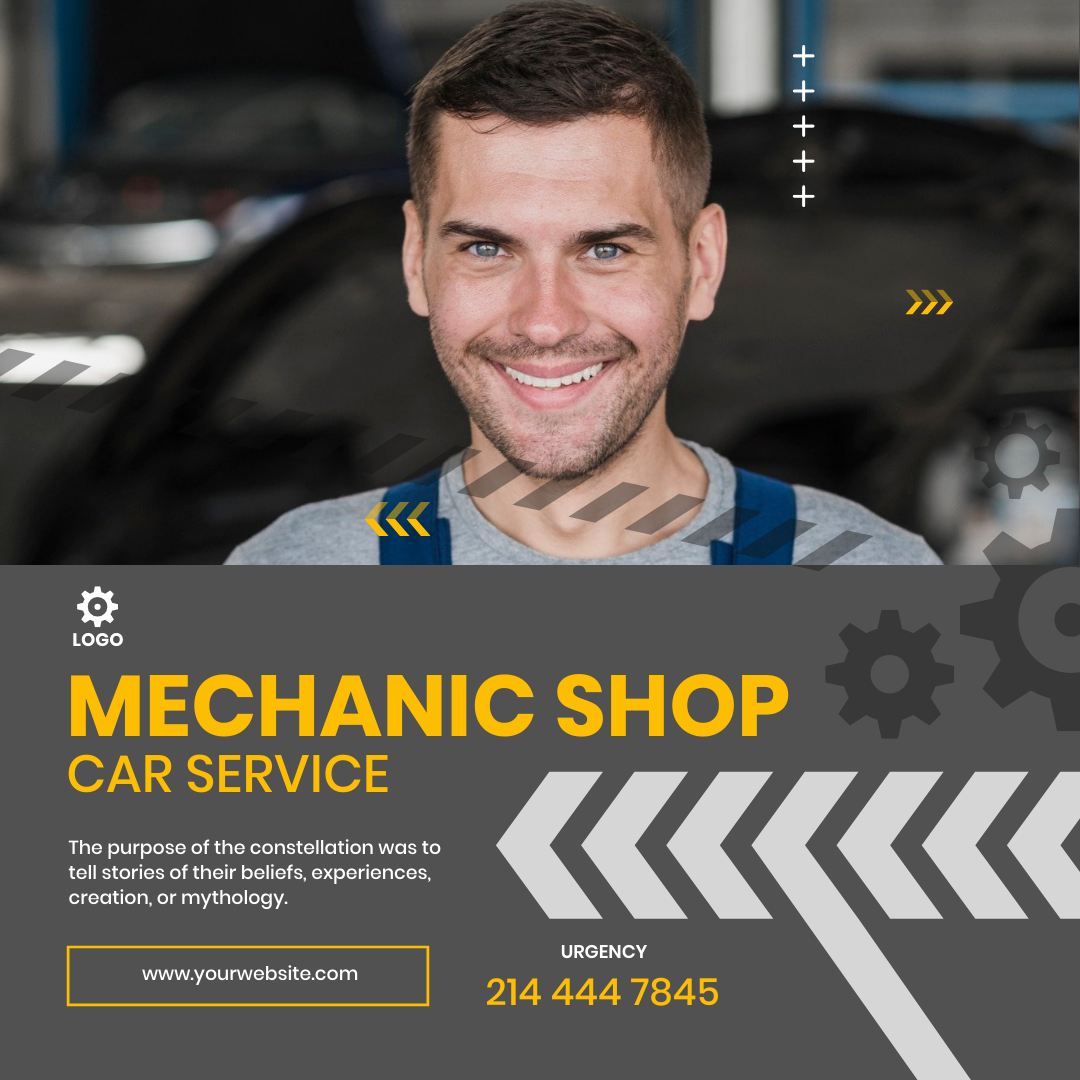 LOGO
MECHANIC SHOP
CAR SERVICE
The purpose of the constellation was to
tell stories of their beliefs, experiences,
creation, or mythology.
www.yourwebsite.com
URGENCY
214 444 7845